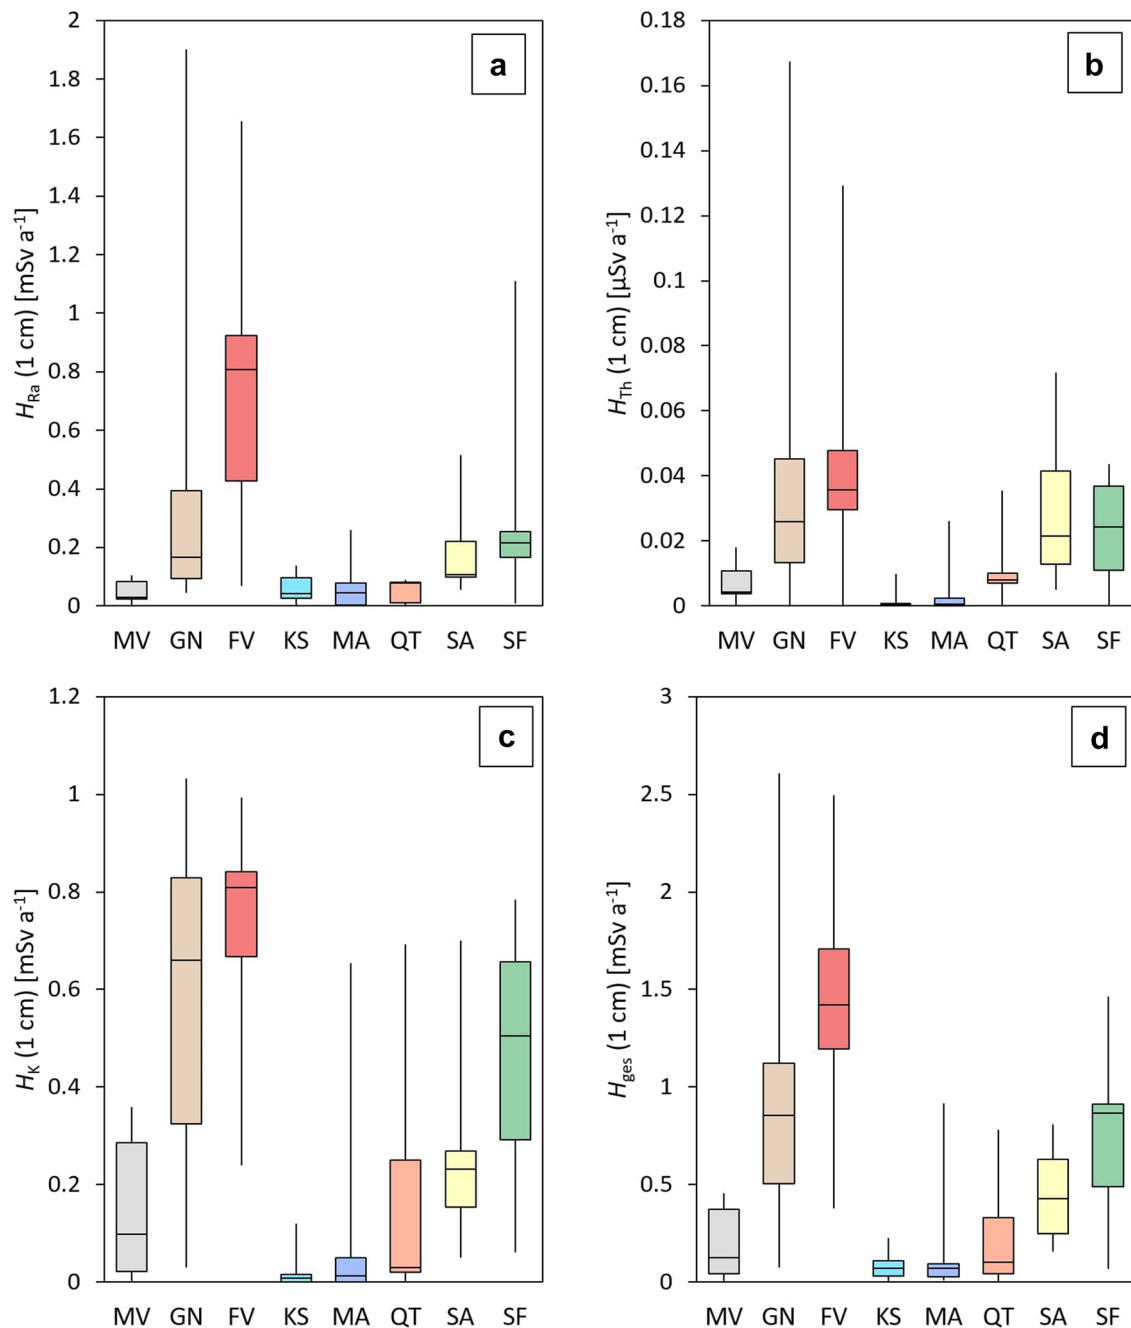 a
2
1.8
1.6
1.4
1.2
1
0.8
0.6
0.4
0.2
0
H_Ra (1 cm) [mSv a⁻¹]
MV GN FV KS MA QT SA SF
b
0.18
0.16
0.14
0.12
0.1
0.08
0.06
0.04
0.02
0
H_Th (1 cm) [µSv a⁻¹]
MV GN FV KS MA QT SA SF
c
1.2
1
0.8
0.6
0.4
0.2
0
H_K (1 cm) [mSv a⁻¹]
MV GN FV KS MA QT SA SF
d
3
2.5
2
1.5
1
0.5
0
H_ges (1 cm) [mSv a⁻¹]
MV GN FV KS MA QT SA SF